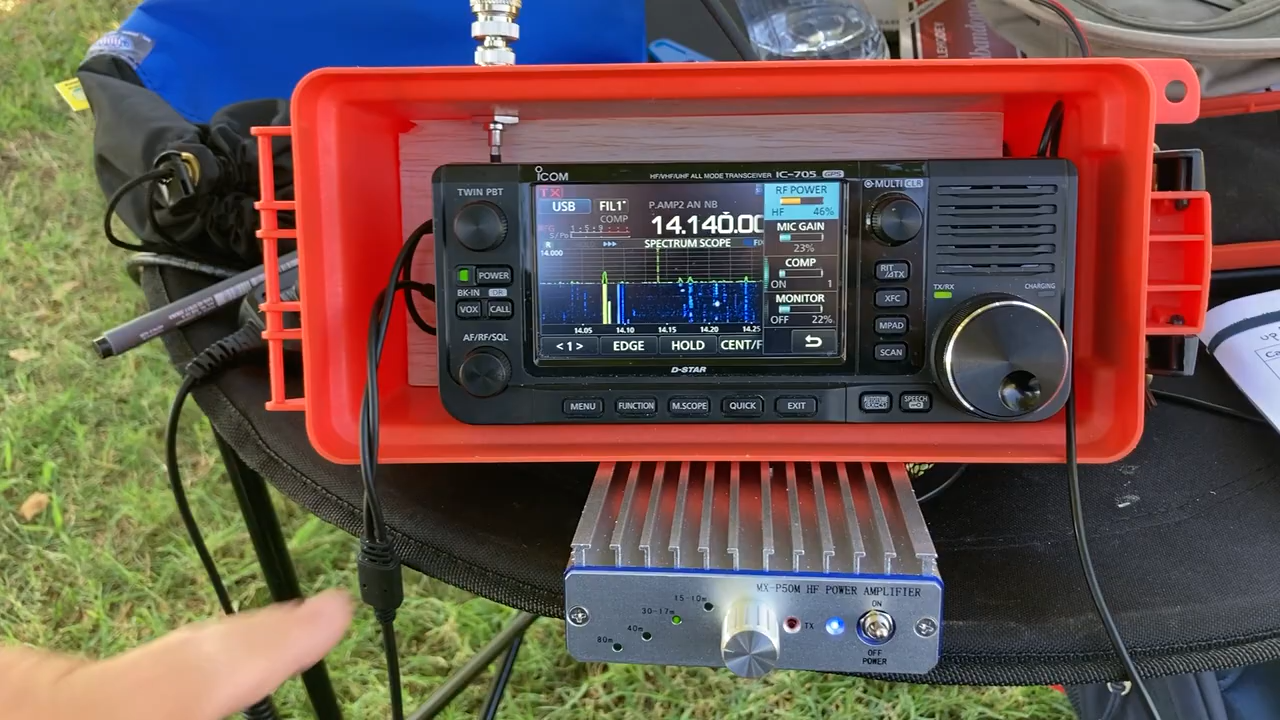 ICOM
HF/VHF/UHF ALL MODE TRANSCEIVER IC-705 GPS
TWIN PBT
MULTI CLR
TX
USB
FIL1
COMP
P.AMP2 AN NB
14.140.00
RF POWER
HF 46%
MIC GAIN
23%
COMP
ON 1
MONITOR
OFF 22%
SPECTRUM SCOPE
14.000
14.05 14.10 14.15 14.20 14.25
<1> EDGE HOLD CENT/F
POWER
BK-IN
VOX CALL
AF/RF/SQL
RIT
/ΔTX
XFC
MPAD
SCAN
TX/RX
CHARGING
D-STAR
MENU FUNCTION M.SCOPE QUICK EXIT
SPEECH
MX-P50M HF POWER AMPLIFIER
15-10m
30-17m
40m
80m
TX
ON
OFF
POWER